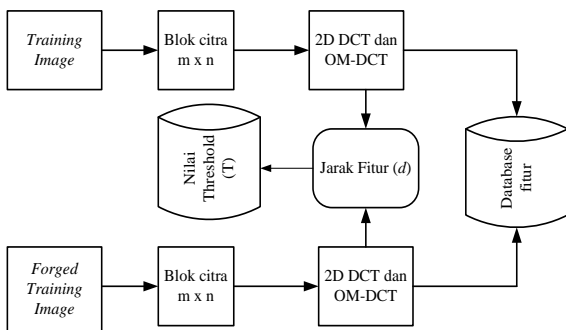 Training
Image
Blok citra
m x n
2D DCT dan
OM-DCT
Nilai
Threshold
(T)
Jarak Fitur (d)
Database
fitur
Forged
Training
Image
Blok citra
m x n
2D DCT dan
OM-DCT